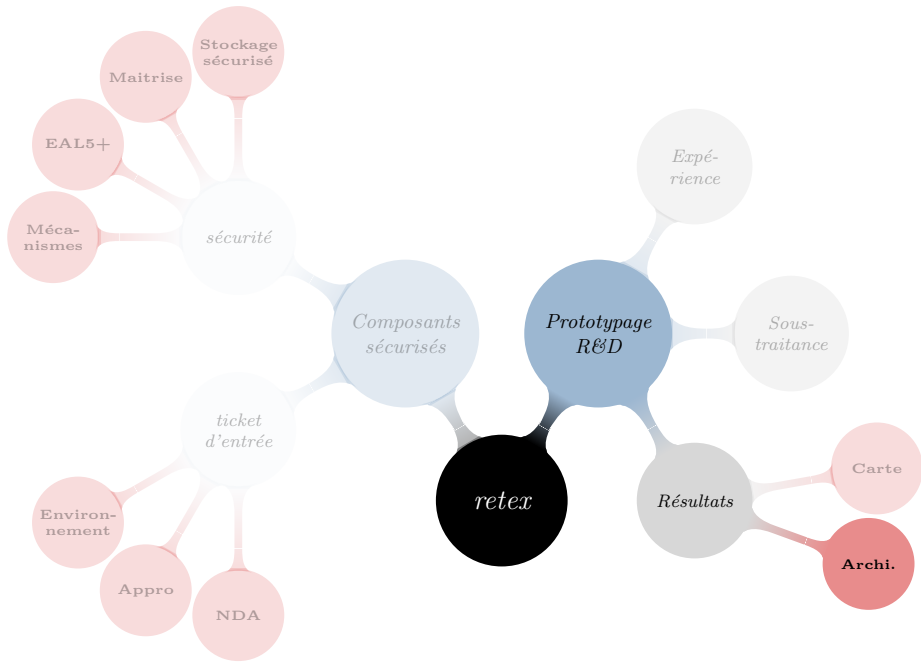 Stockage
sécurisé
Maitrise
EAL5+
Méca-
nismes
sécurité
Composants
sécurisés
ticket
d'entrée
Environ-
nement
Appro
NDA
retex
Expé-
rience
Prototypage
R&D
Sous-
traitance
Résultats
Carte
Archi.